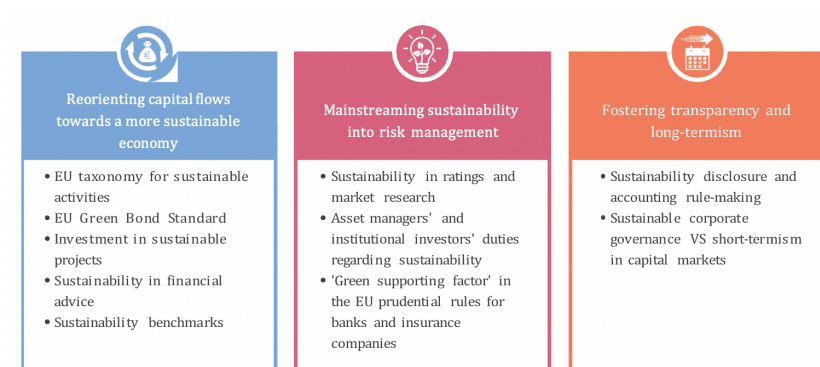 Reorienting capital flows
towards a more sustainable
economy
• EU taxonomy for sustainable
activities
• EU Green Bond Standard
• Investment in sustainable
projects
• Sustainability in financial
advice
• Sustainability benchmarks
Mainstreaming sustainability
into risk management
• Sustainability in ratings and
market research
• Asset managers' and
institutional investors' duties
regarding sustainability
• 'Green supporting factor' in
the EU prudential rules for
banks and insurance
companies
Fostering transparency and
long-termism
• Sustainability disclosure and
accounting rule-making
• Sustainable corporate
governance VS short-termism
in capital markets